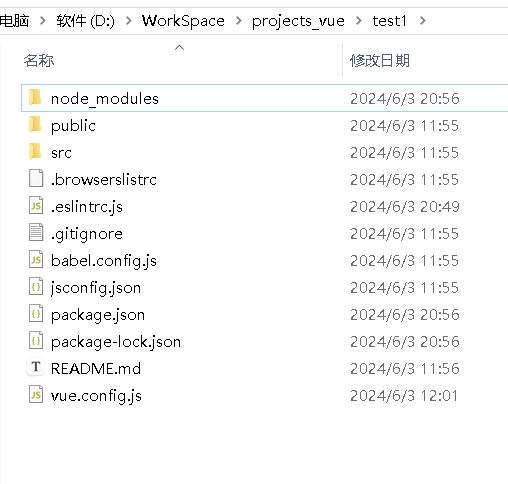 电脑 > 软件 (D:) > WorkSpace > projects_vue > test1 >
名称 修改日期
node_modules 2024/6/3 20:56
public 2024/6/3 11:55
src 2024/6/3 11:55
.browserslistrc 2024/6/3 11:55
.eslintrc.js 2024/6/3 20:49
.gitignore 2024/6/3 11:55
babel.config.js 2024/6/3 11:55
jsconfig.json 2024/6/3 11:55
package.json 2024/6/3 20:56
package-lock.json 2024/6/3 20:56
README.md 2024/6/3 11:56
vue.config.js 2024/6/3 12:01